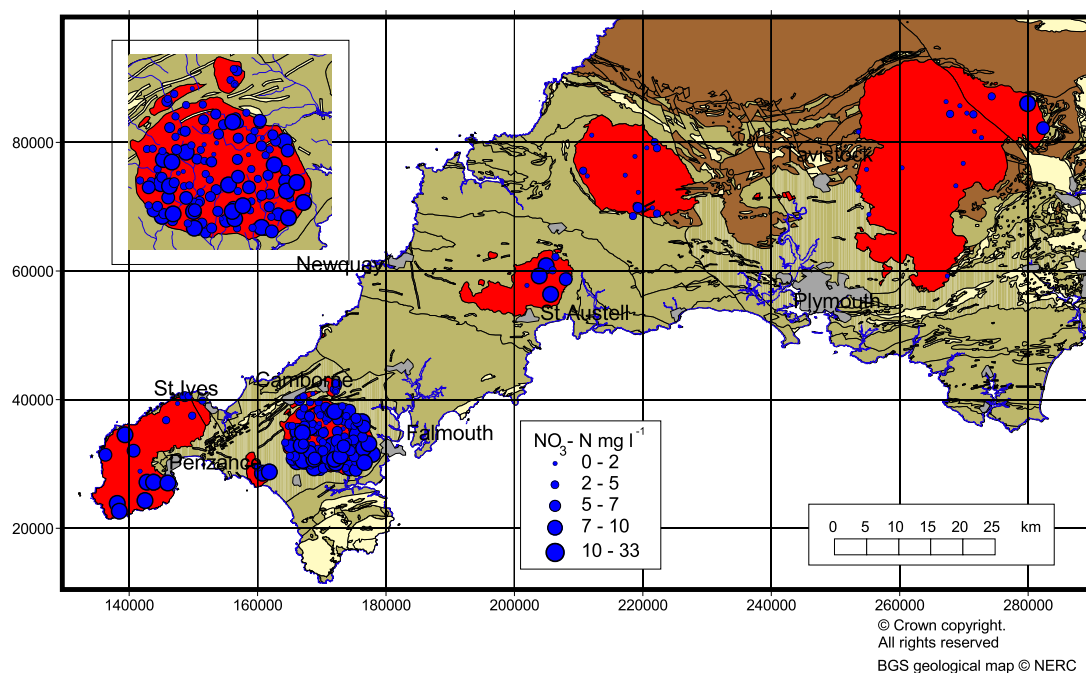 80000
Tavistock
60000
Newquay
Plymouth
St Austell
Camborne
St Ives
40000
Falmouth
Penzance
NO3- N mg l-1
0 - 2
2 - 5
5 - 7
7 - 10
10 - 33
0 5 10 15 20 25 km
20000
140000 160000 180000 200000 220000 240000 260000 280000
© Crown copyright.
All rights reserved
BGS geological map © NERC